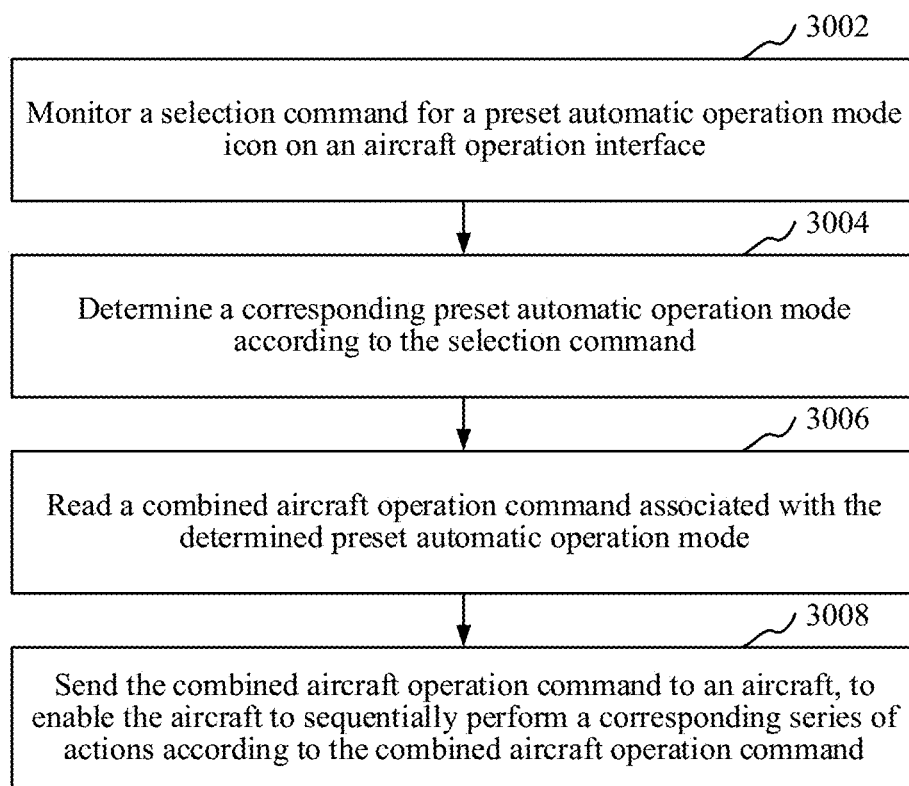 3002
Monitor a selection command for a preset automatic operation mode
icon on an aircraft operation interface
3004
Determine a corresponding preset automatic operation mode
according to the selection command
3006
Read a combined aircraft operation command associated with the
determined preset automatic operation mode
3008
Send the combined aircraft operation command to an aircraft, to
enable the aircraft to sequentially perform a corresponding series of
actions according to the combined aircraft operation command